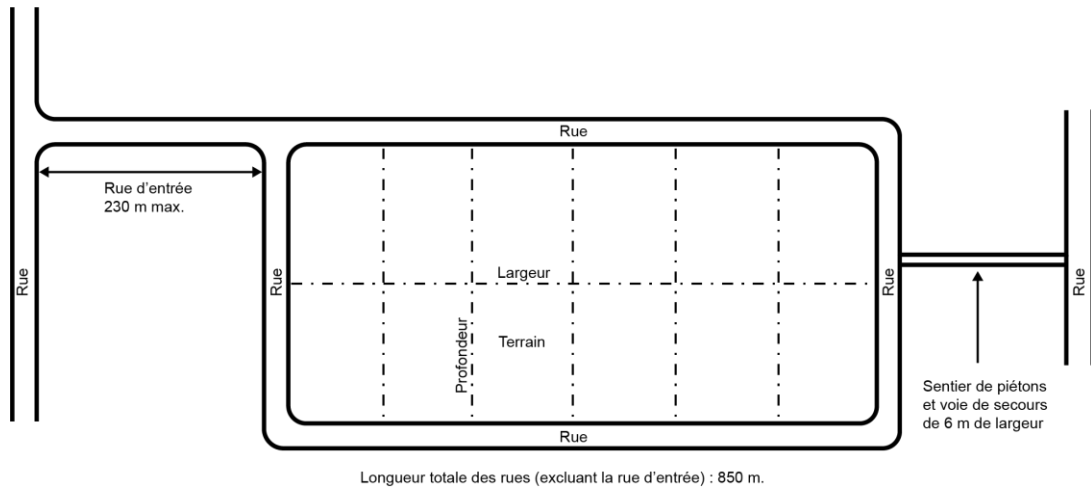 Rue
Rue d'entrée
230 m max.
Rue
Rue
Largeur
Profondeur
Terrain
Rue
Rue
Sentier de piétons
et voie de secours
de 6 m de largeur
Rue
Longueur totale des rues (excluant la rue d'entrée) : 850 m.